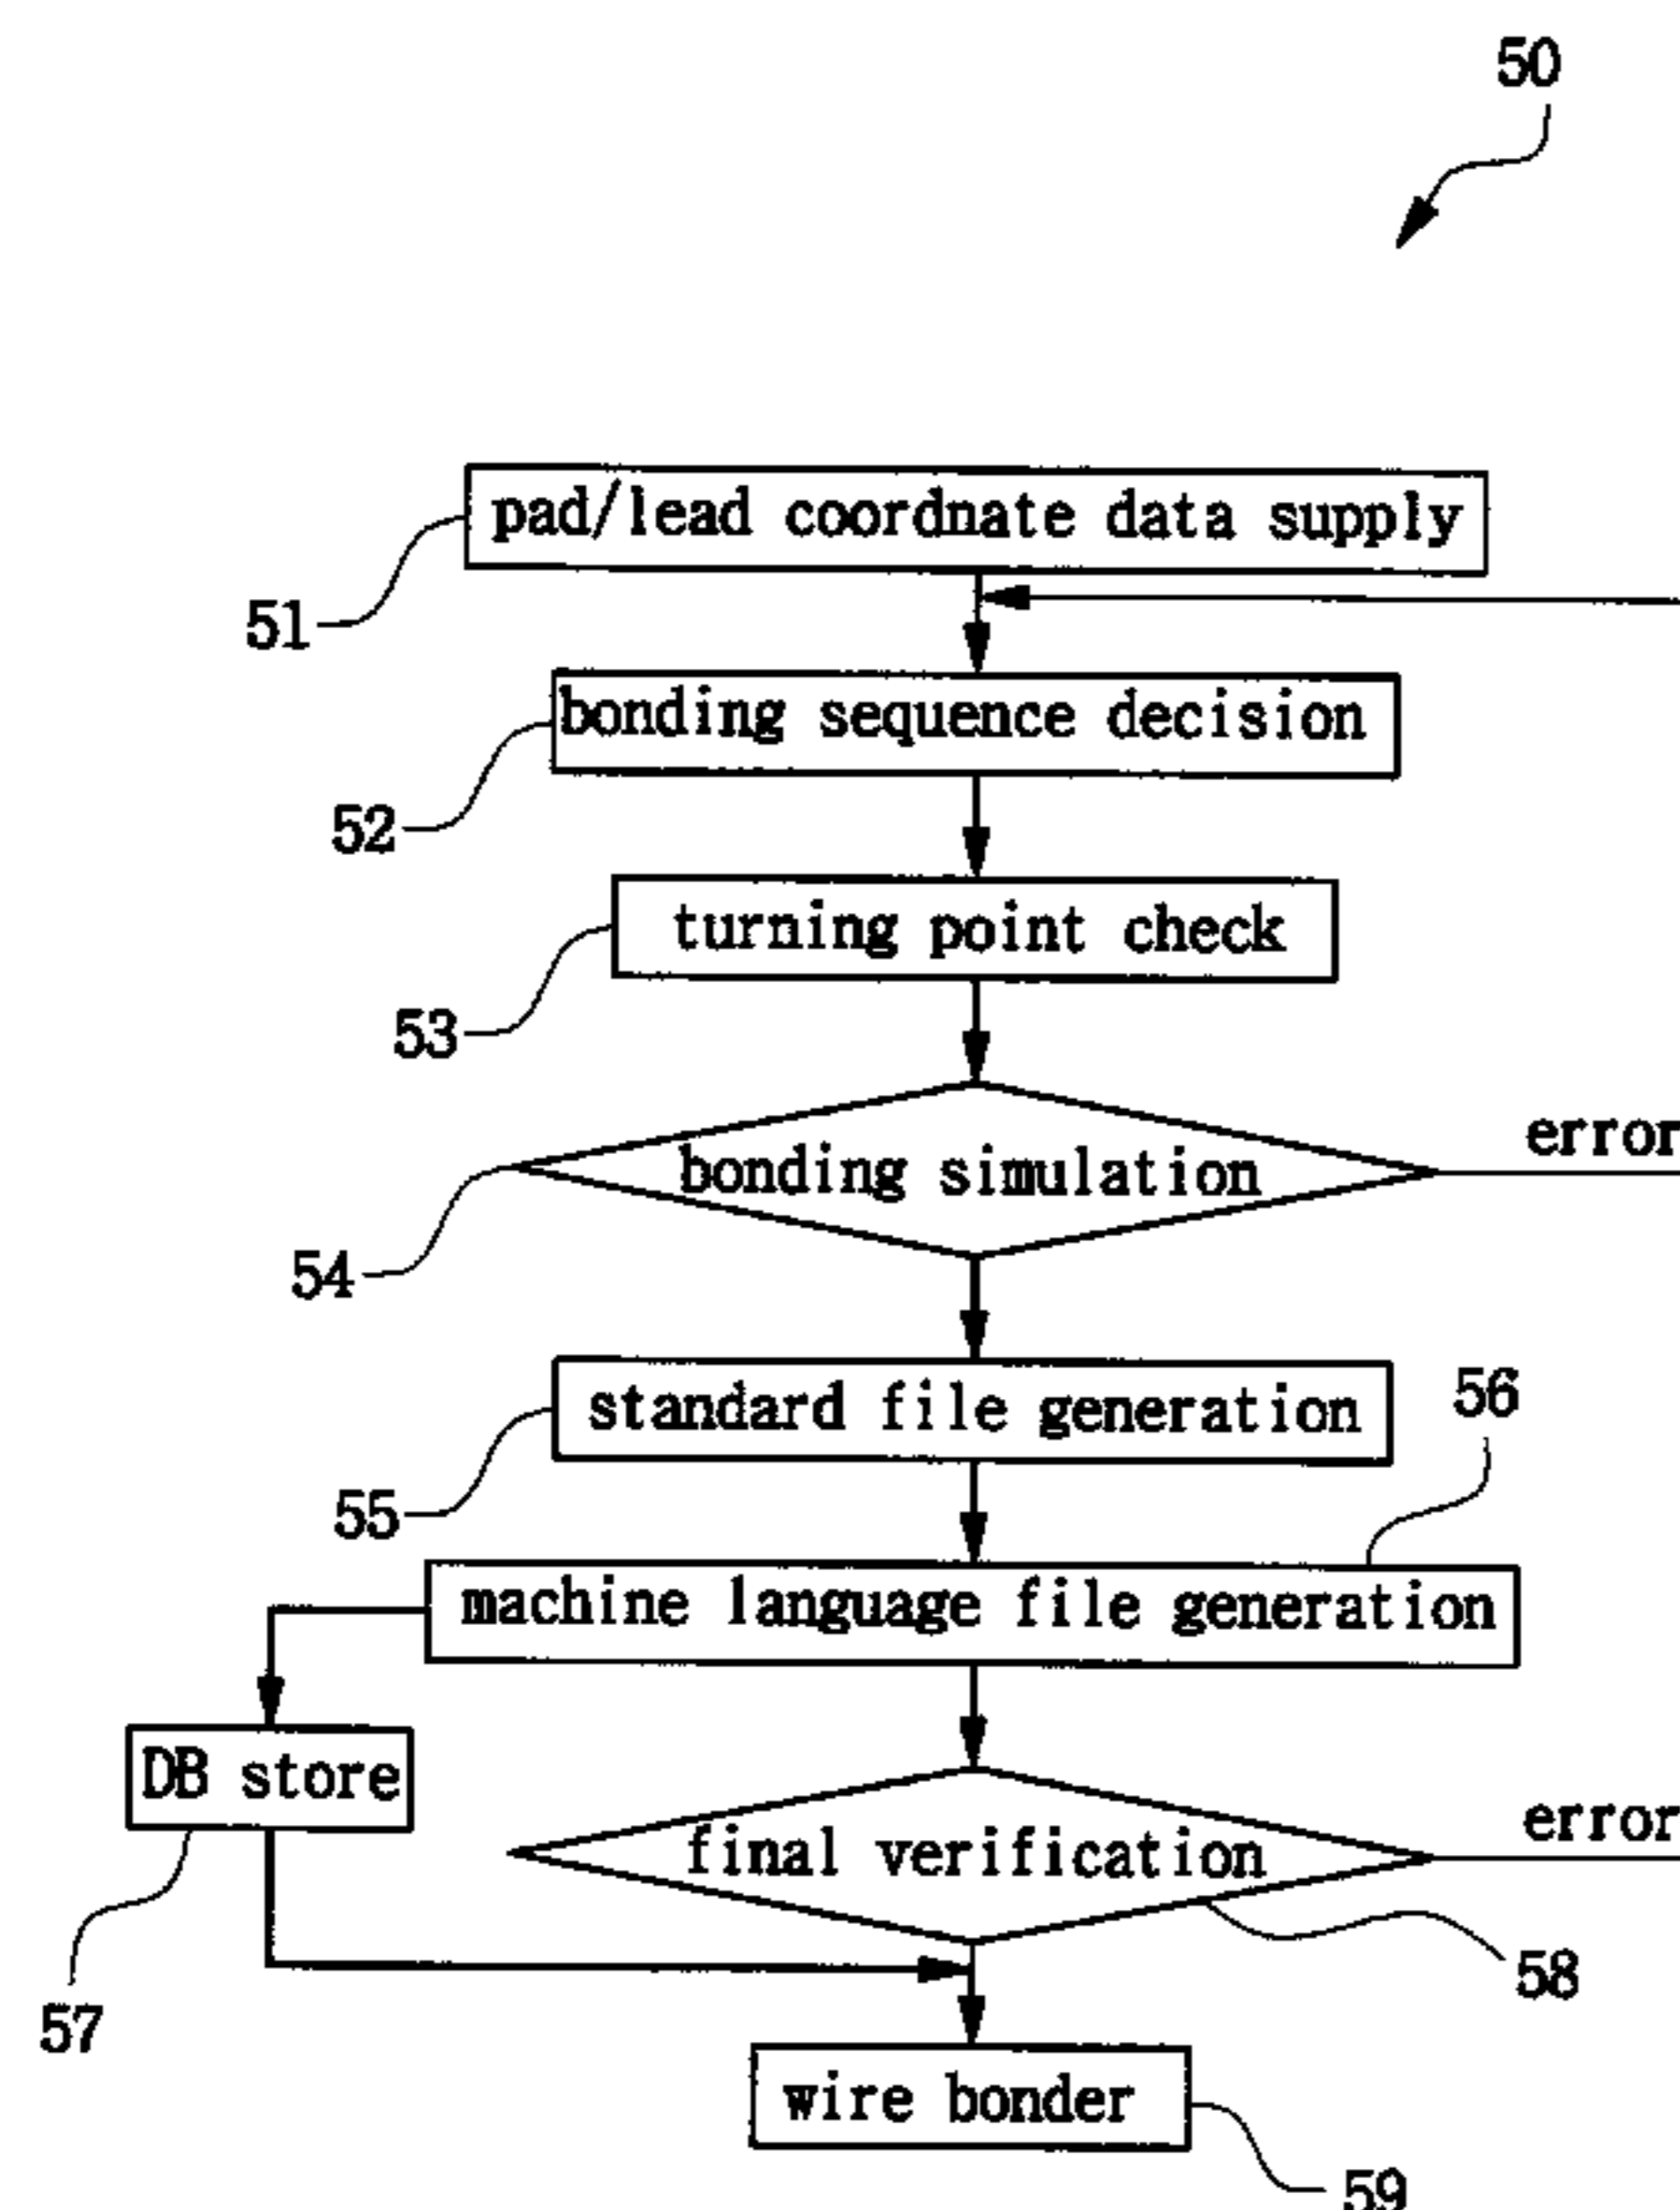 50
pad/lead coordnate data supply
51
bonding sequence decision
52
turning point check
53
error
bonding simulation
54
56
standard file generation
55
machine language file generation
DB store
error
final verification
58
57
wire bonder
59